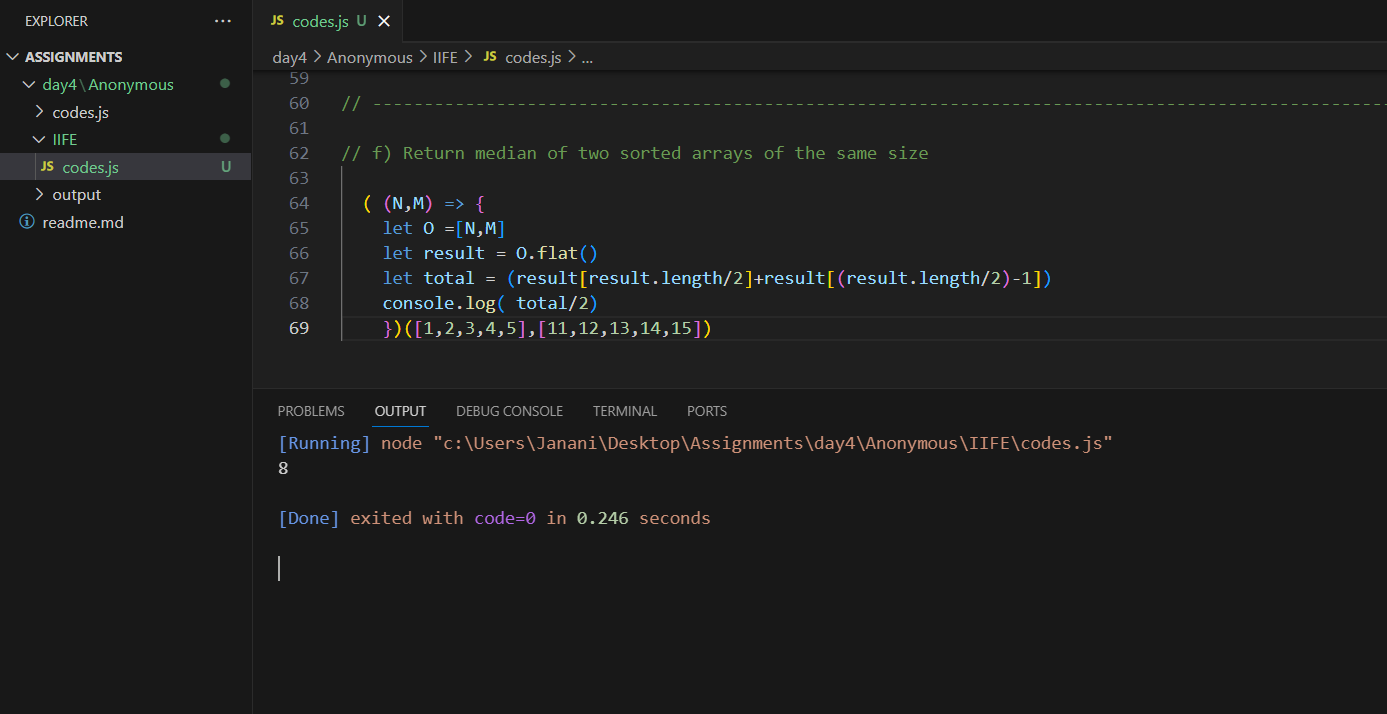 EXPLORER
...
ASSIGNMENTS
day4\Anonymous
codes.js
IIFE
JS codes.js U
output
readme.md
JS codes.js U ×
day4 > Anonymous > IIFE > JS codes.js > ...
59
60 // ----------------------------------------------------------------------------------------------------
61
62 // f) Return median of two sorted arrays of the same size
63
64 ( (N,M) => {
65 let O =[N,M]
66 let result = O.flat()
67 let total = (result[result.length/2]+result[(result.length/2)-1])
68 console.log( total/2)
69 })([1,2,3,4,5],[11,12,13,14,15])
PROBLEMS OUTPUT DEBUG CONSOLE TERMINAL PORTS
[Running] node "c:\Users\Janani\Desktop\Assignments\day4\Anonymous\IIFE\codes.js"
8
[Done] exited with code=0 in 0.246 seconds